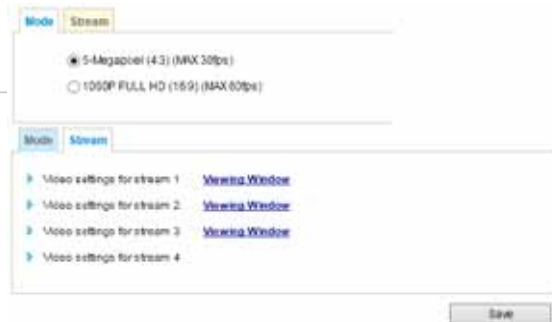 Mode Stream
5-Megapixel (4:3) (MAX 30fps)
1080P FULL HD (16:9) (MAX 60fps)
Mode Stream
Video settings for stream 1 Viewing Window
Video settings for stream 2 Viewing Window
Video settings for stream 3 Viewing Window
Video settings for stream 4
Save